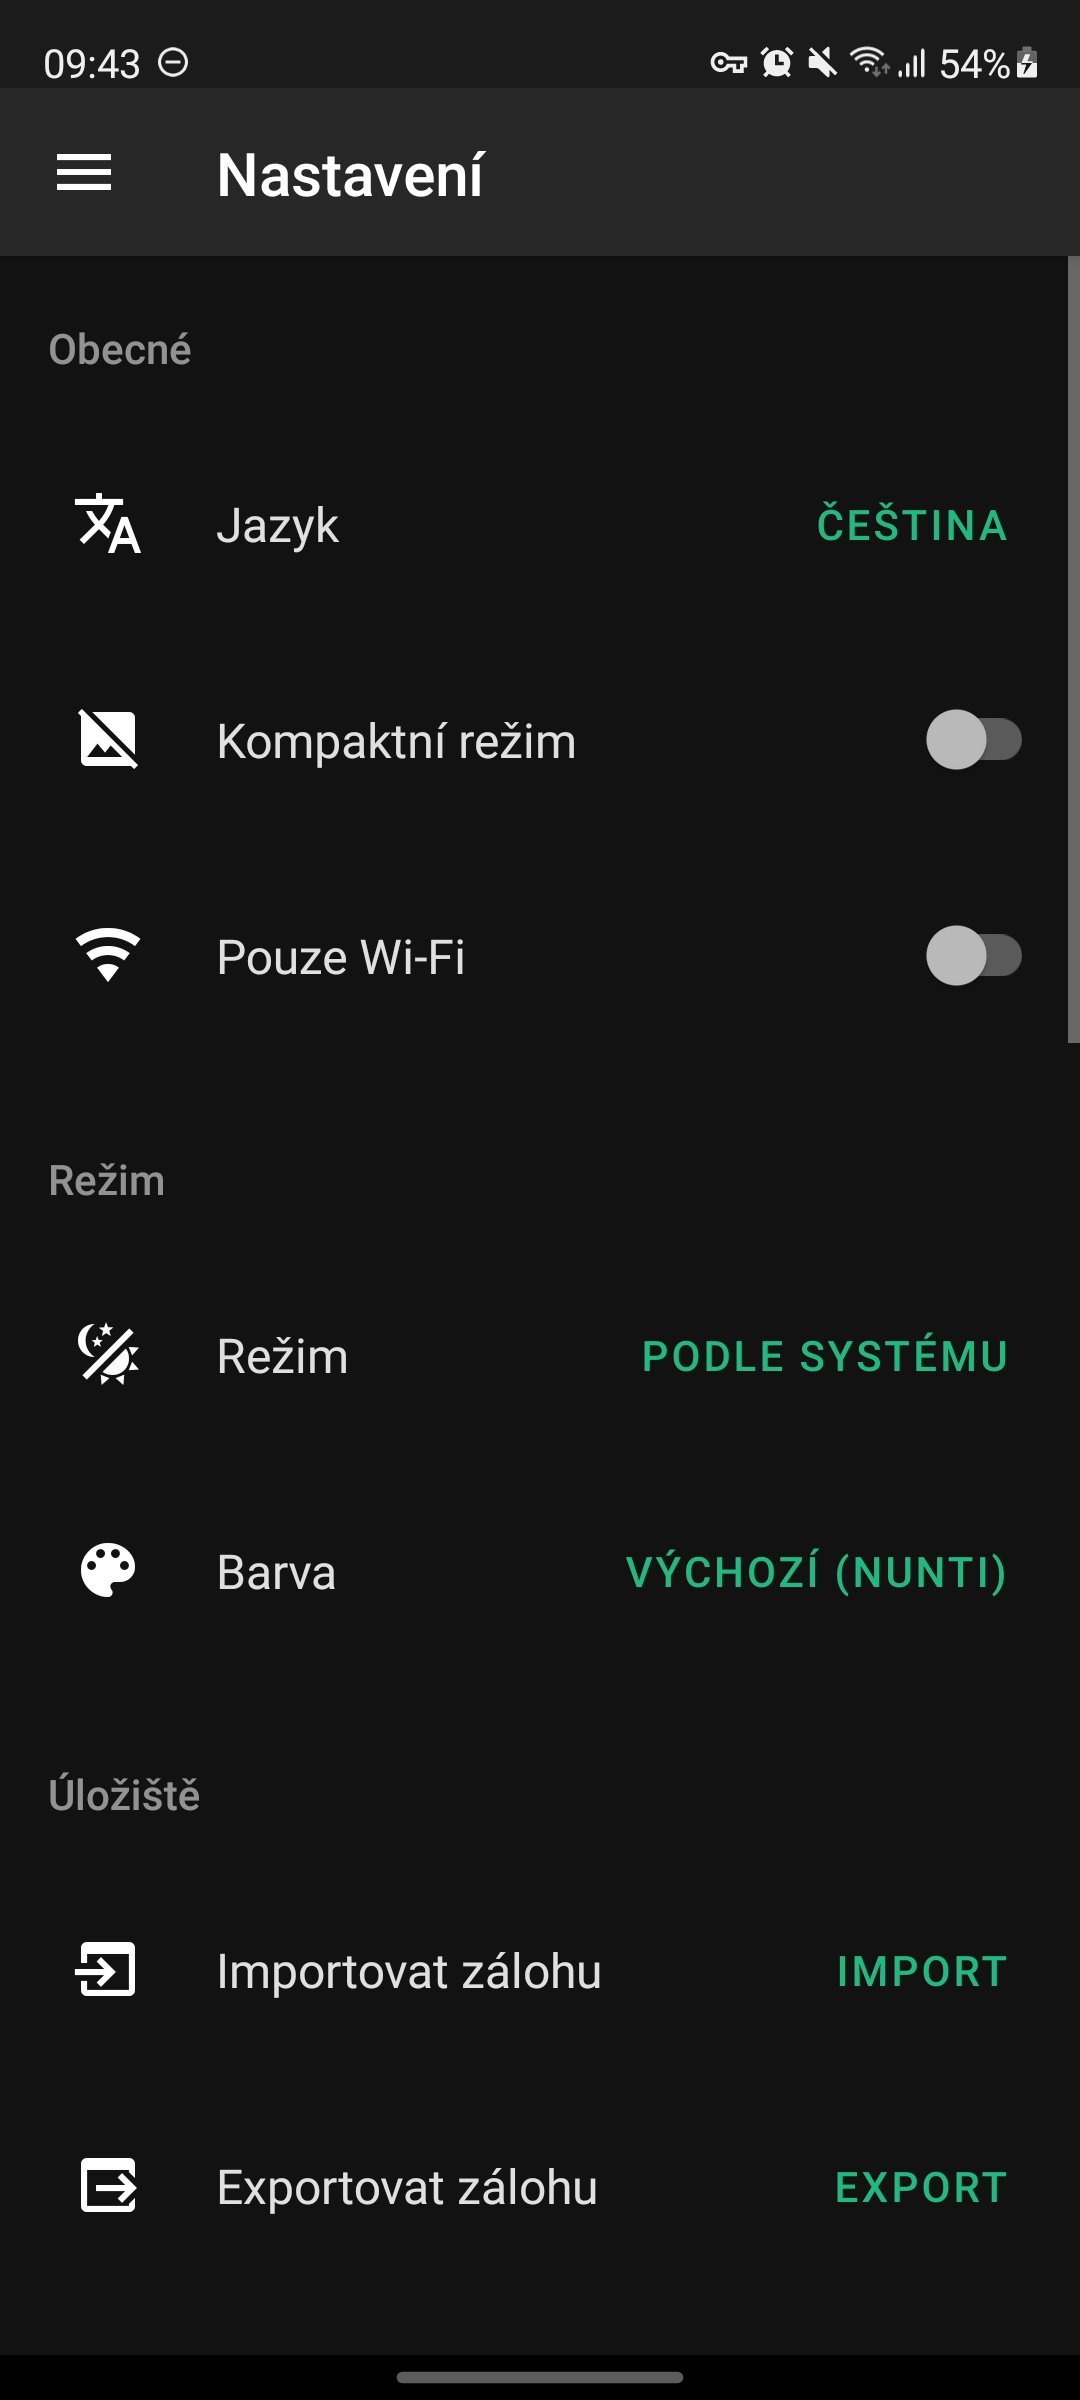 09:43
54%
Nastavení
Obecné
Jazyk ČEŠTINA
Kompaktní režim
Pouze Wi-Fi
Režim
Režim PODLE SYSTÉMU
Barva VÝCHOZÍ (NUNTI)
Úložiště
Importovat zálohu IMPORT
Exportovat zálohu EXPORT